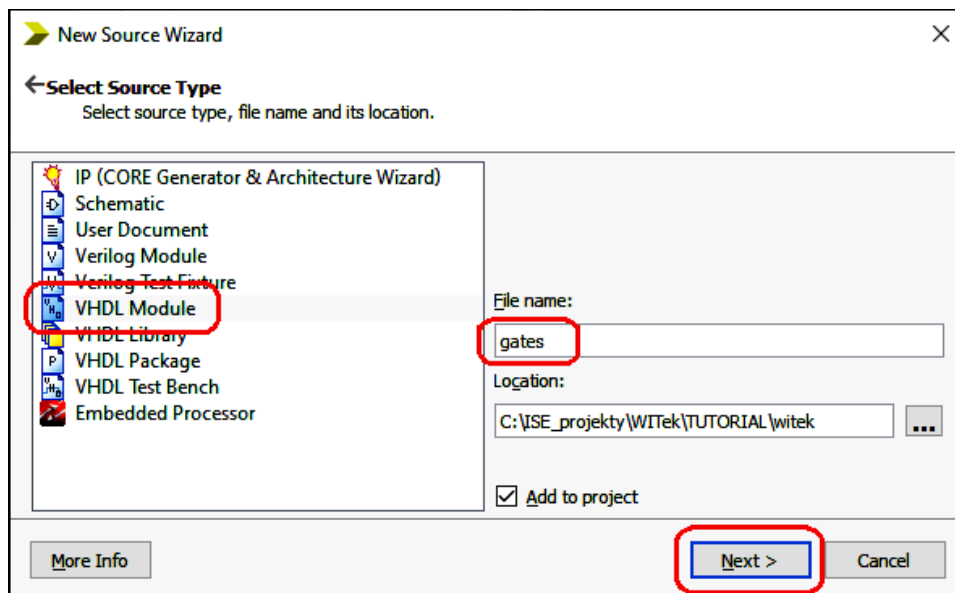 New Source Wizard
Select Source Type
Select source type, file name and its location.
IP (CORE Generator & Architecture Wizard)
Schematic
User Document
Verilog Module
Verilog Test Fixture
VHDL Module
VHDL Library
VHDL Package
VHDL Test Bench
Embedded Processor
File name:
gates
Location:
C:\ISE_projekty\WITek\TUTORIAL\witek
...
Add to project
More Info
Next >
Cancel